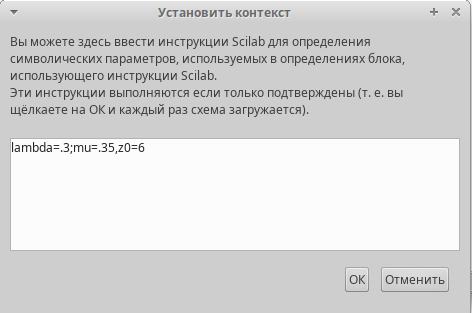 Установить контекст
Вы можете здесь ввести инструкции Scilab для определения
символических параметров, используемых в определениях блока,
использующего инструкции Scilab.
Эти инструкции выполняются если только подтверждены (т. е. вы
щёлкаете на ОК и каждый раз схема загружается).
lambda=.3;mu=.35,z0=6
ОК Отменить